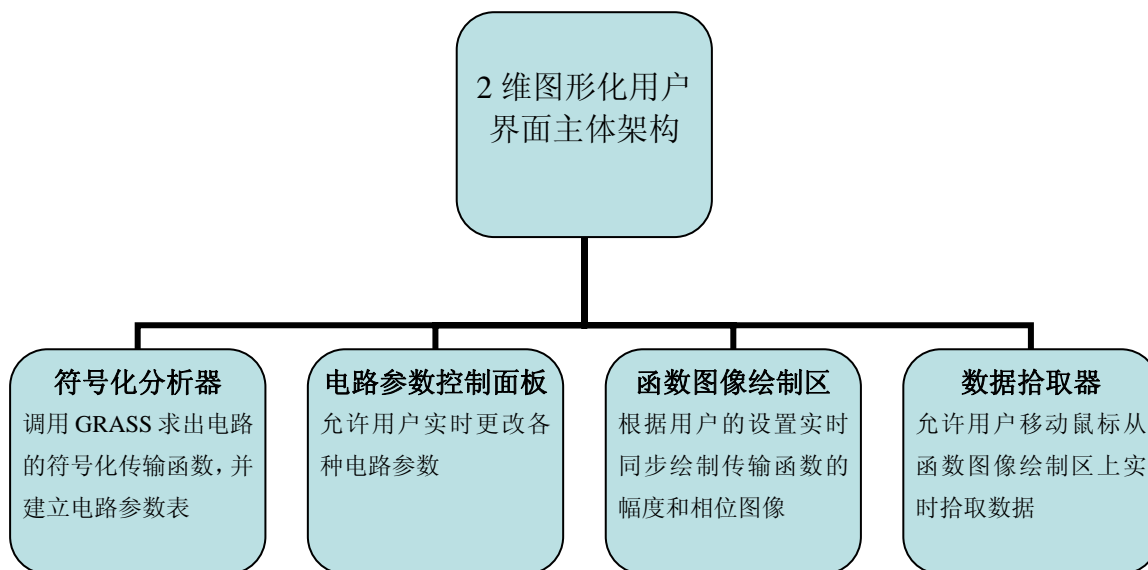 2 维图形化用户
界面主体架构
符号化分析器
调用 GRASS 求出电路
的符号化传输函数，并
建立电路参数表
电路参数控制面板
允许用户实时更改各
种电路参数
函数图像绘制区
根据用户的设置实时
同步绘制传输函数的
幅度和相位图像
数据拾取器
允许用户移动鼠标从
函数图像绘制区上实
时拾取数据